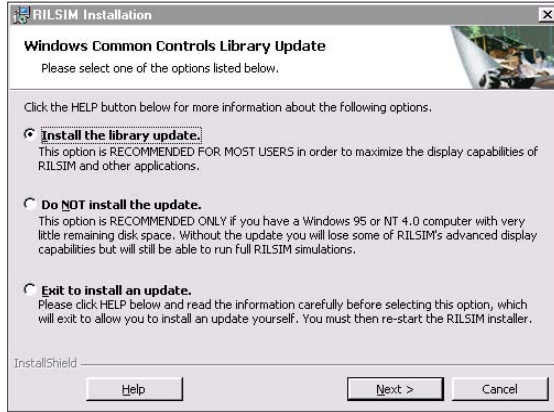 RILSIM Installation
Windows Common Controls Library Update
Please select one of the options listed below.
Click the HELP button below for more information about the following options.
Install the library update.
This option is RECOMMENDED FOR MOST USERS in order to maximize the display capabilities of
RILSIM and other applications.
Do NOT install the update.
This option is RECOMMENDED ONLY if you have a Windows 95 or NT 4.0 computer with very
little remaining disk space. Without the update you will lose some of RILSIM's advanced display
capabilities but will still be able to run full RILSIM simulations.
Exit to install an update.
Please click HELP below and read the information carefully before selecting this option, which
will exit to allow you to install an update yourself. You must then re-start the RILSIM installer.
InstallShield
Help
Next >
Cancel